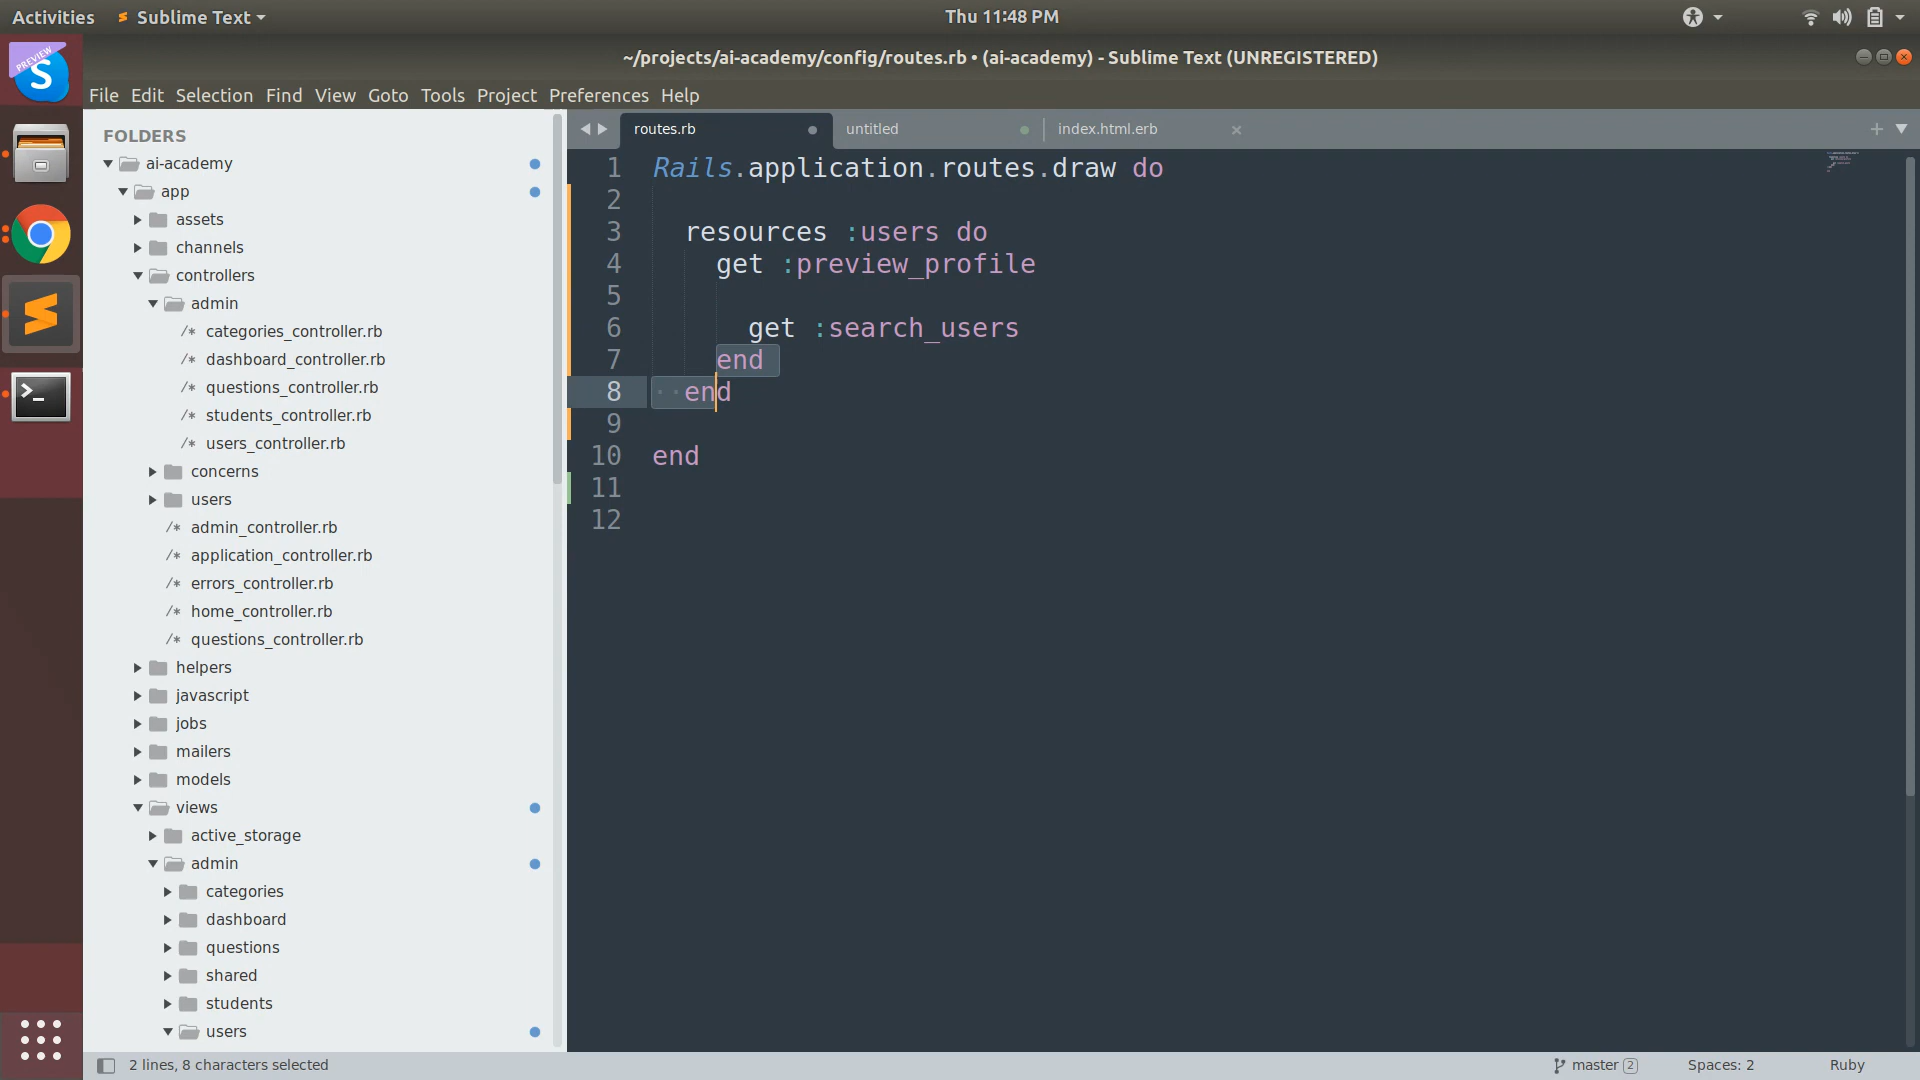 Activities
Sublime Text
Thu 11:48 PM
PREVIEW
S
~/projects/ai-academy/config/routes.rb • (ai-academy) - Sublime Text (UNREGISTERED)
File Edit Selection Find View Goto Tools Project Preferences Help
FOLDERS
ai-academy
app
assets
channels
controllers
admin
/* categories_controller.rb
/* dashboard_controller.rb
/* questions_controller.rb
/* students_controller.rb
/* users_controller.rb
concerns
users
/* admin_controller.rb
/* application_controller.rb
/* errors_controller.rb
/* home_controller.rb
/* questions_controller.rb
helpers
javascript
jobs
mailers
models
views
active_storage
admin
categories
dashboard
questions
shared
students
users
routes.rb
untitled
index.html.erb
1 Rails.application.routes.draw do
2
3 resources :users do
4 get :preview_profile
5
6 get :search_users
7 end
8 end
9
10 end
11
12
2 lines, 8 characters selected
master 2
Spaces: 2
Ruby